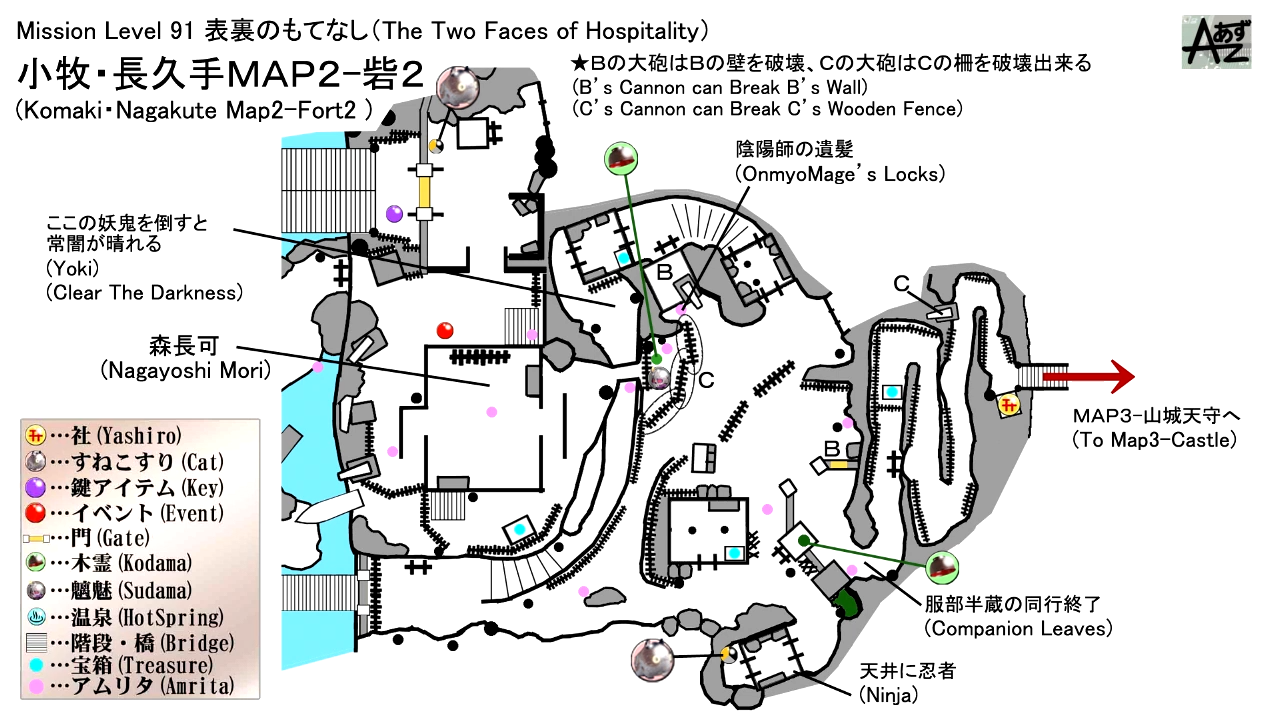 Mission Level 91 表裏のもてなし(The Two Faces of Hospitality)
小牧・長久手MAP2-砦2
(Komaki・Nagakute Map2-Fort2 )
★Bの大砲はBの壁を破壊、Cの大砲はCの柵を破壊出来る
(B's Cannon can Break B's Wall)
(C's Cannon can Break C's Wooden Fence)
あず
AZ
陰陽師の遺髪
(OnmyoMage's Locks)
ここの妖鬼を倒すと
常闇が晴れる
(Yoki)
(Clear The Darkness)
B
C
森長可
(Nagayoshi Mori)
C
B
MAP3-山城天守へ
(To Map3-Castle)
…社(Yashiro)
…すねこすり(Cat)
…鍵アイテム(Key)
…イベント(Event)
…門(Gate)
…木霊(Kodama)
…魑魅(Sudama)
…温泉(HotSpring)
…階段・橋(Bridge)
…宝箱(Treasure)
…アムリタ(Amrita)
服部半蔵の同行終了
(Companion Leaves)
天井に忍者
(Ninja)